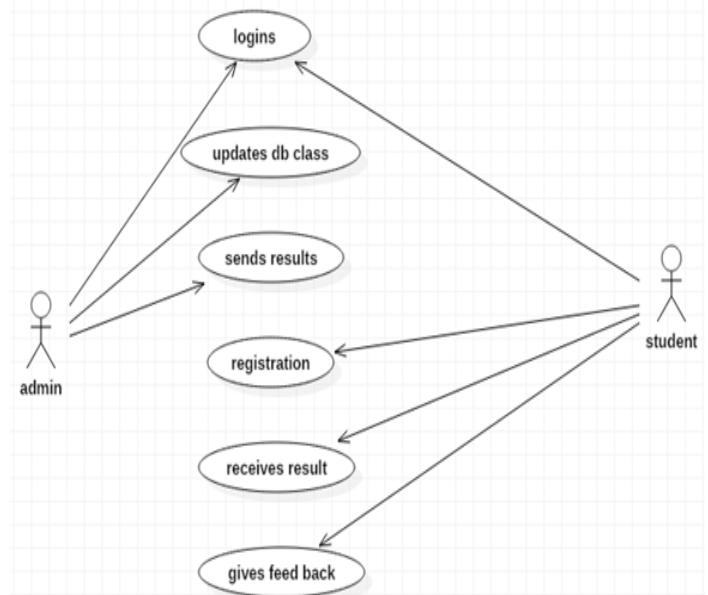 logins
updates db class
sends results
registration
receives result
gives feed back
admin
student